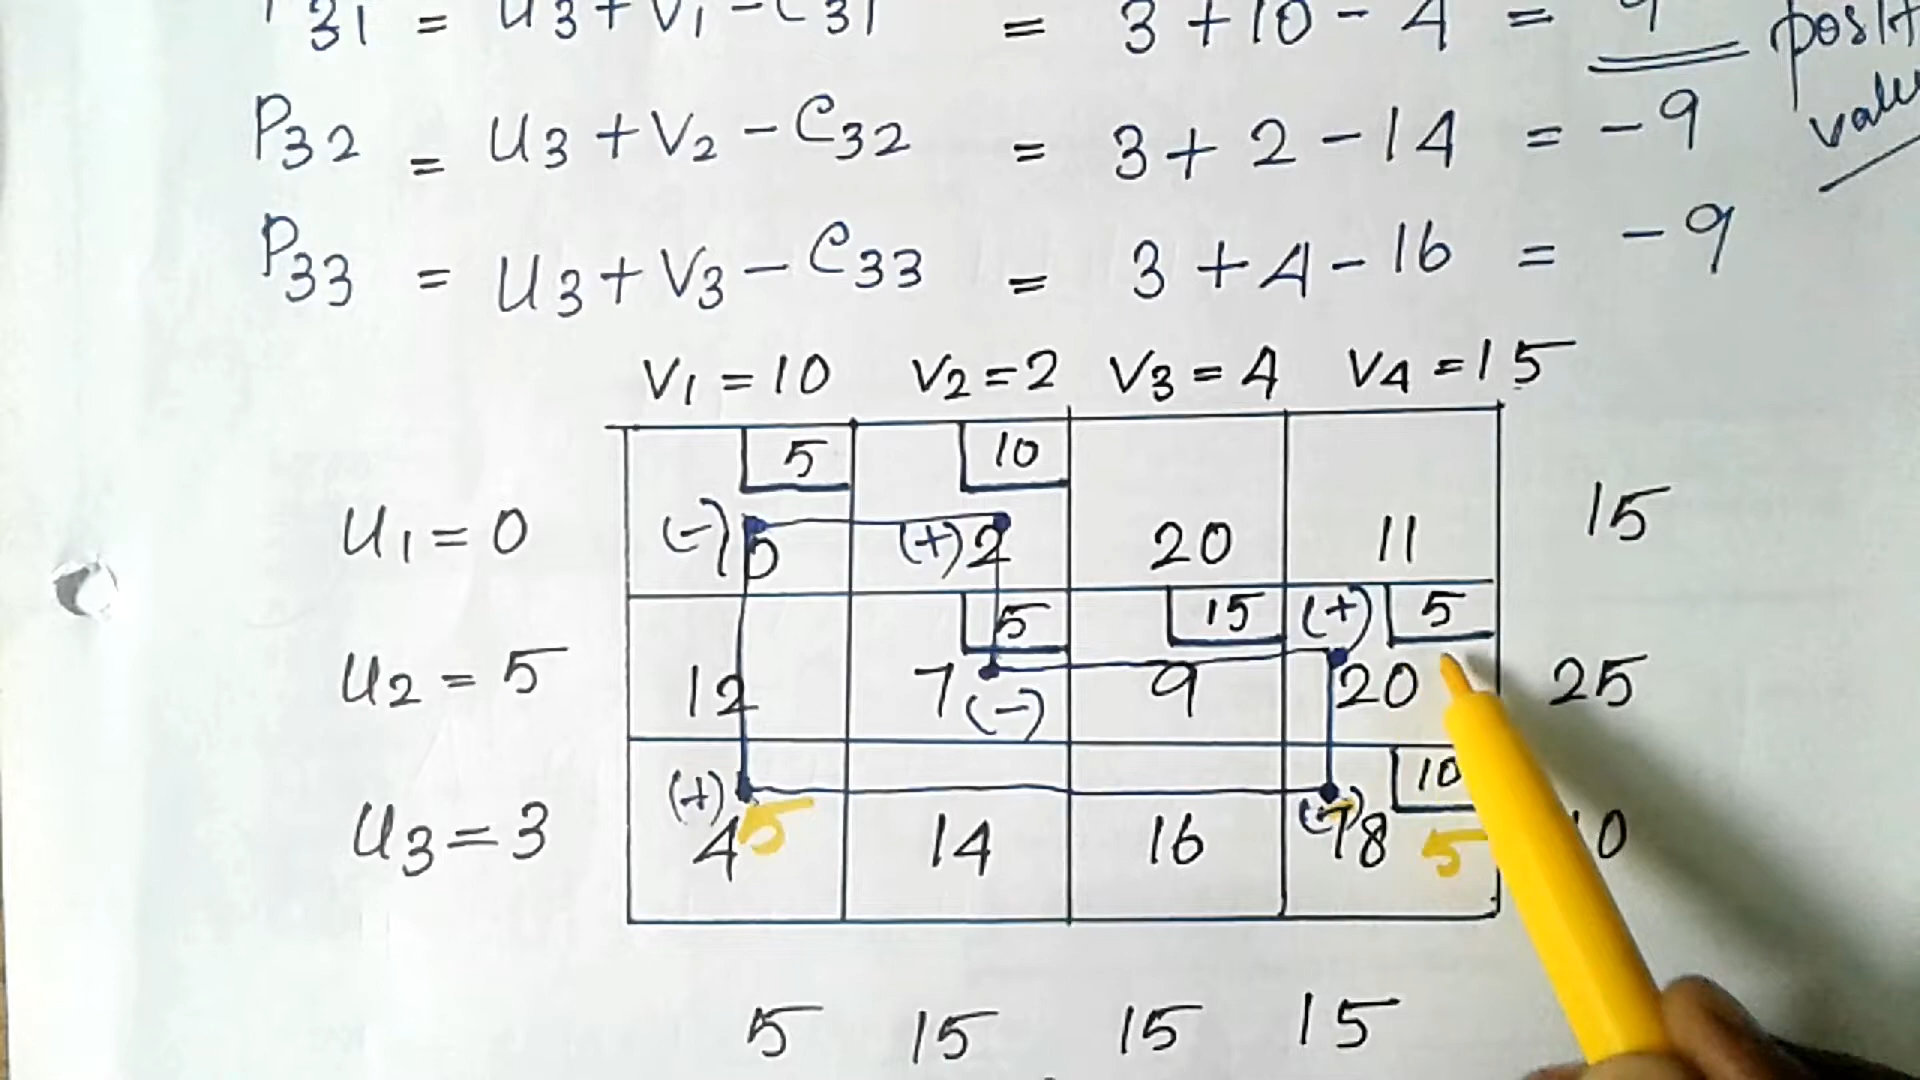 P31 = U3 + V1 - C31 = 3 + 10 - 4 = 9
P32 = U3 + V2 - C32 = 3 + 2 - 14 = -9
P33 = U3 + V3 - C33 = 3 + 4 - 16 = -9
V1 = 10 V2 = 2 V3 = 4 V4 = 15
5 10
U1 = 0 (-) (+) 2 20 11 15
5 15 (+) 5
U2 = 5 12 7 (-) 9 20 25
(+) 10
U3 = 3 4 5 14 16 (-) 18 5
5 15 15 15